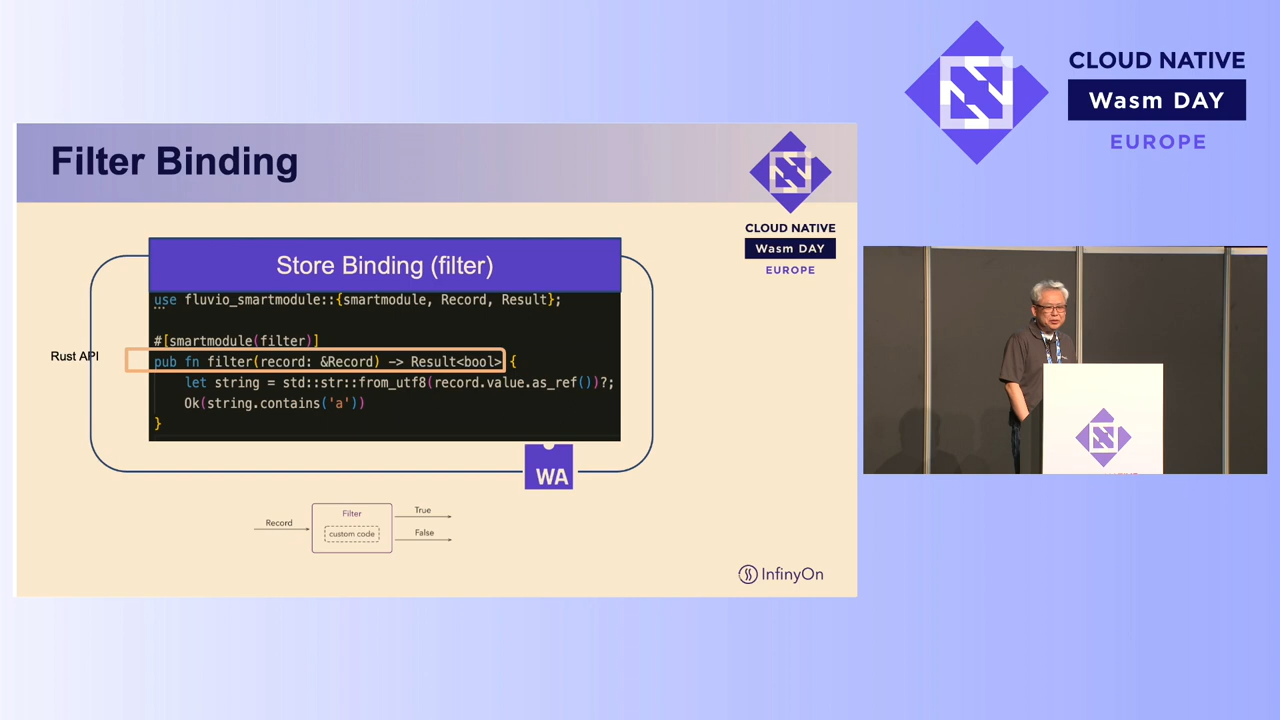 CLOUD NATIVE
Wasm DAY
EUROPE
Filter Binding
CLOUD NATIVE
Wasm DAY
EUROPE
Store Binding (filter)
use fluvio_smartmodule::{smartmodule, Record, Result};
#[smartmodule(filter)]
Rust API
pub fn filter(record: &Record) -> Result<bool> {
let string = std::str::from_utf8(record.value.as_ref())?;
Ok(string.contains('a'))
}
WA
Record
Filter
custom code
True
False
InfinyOn